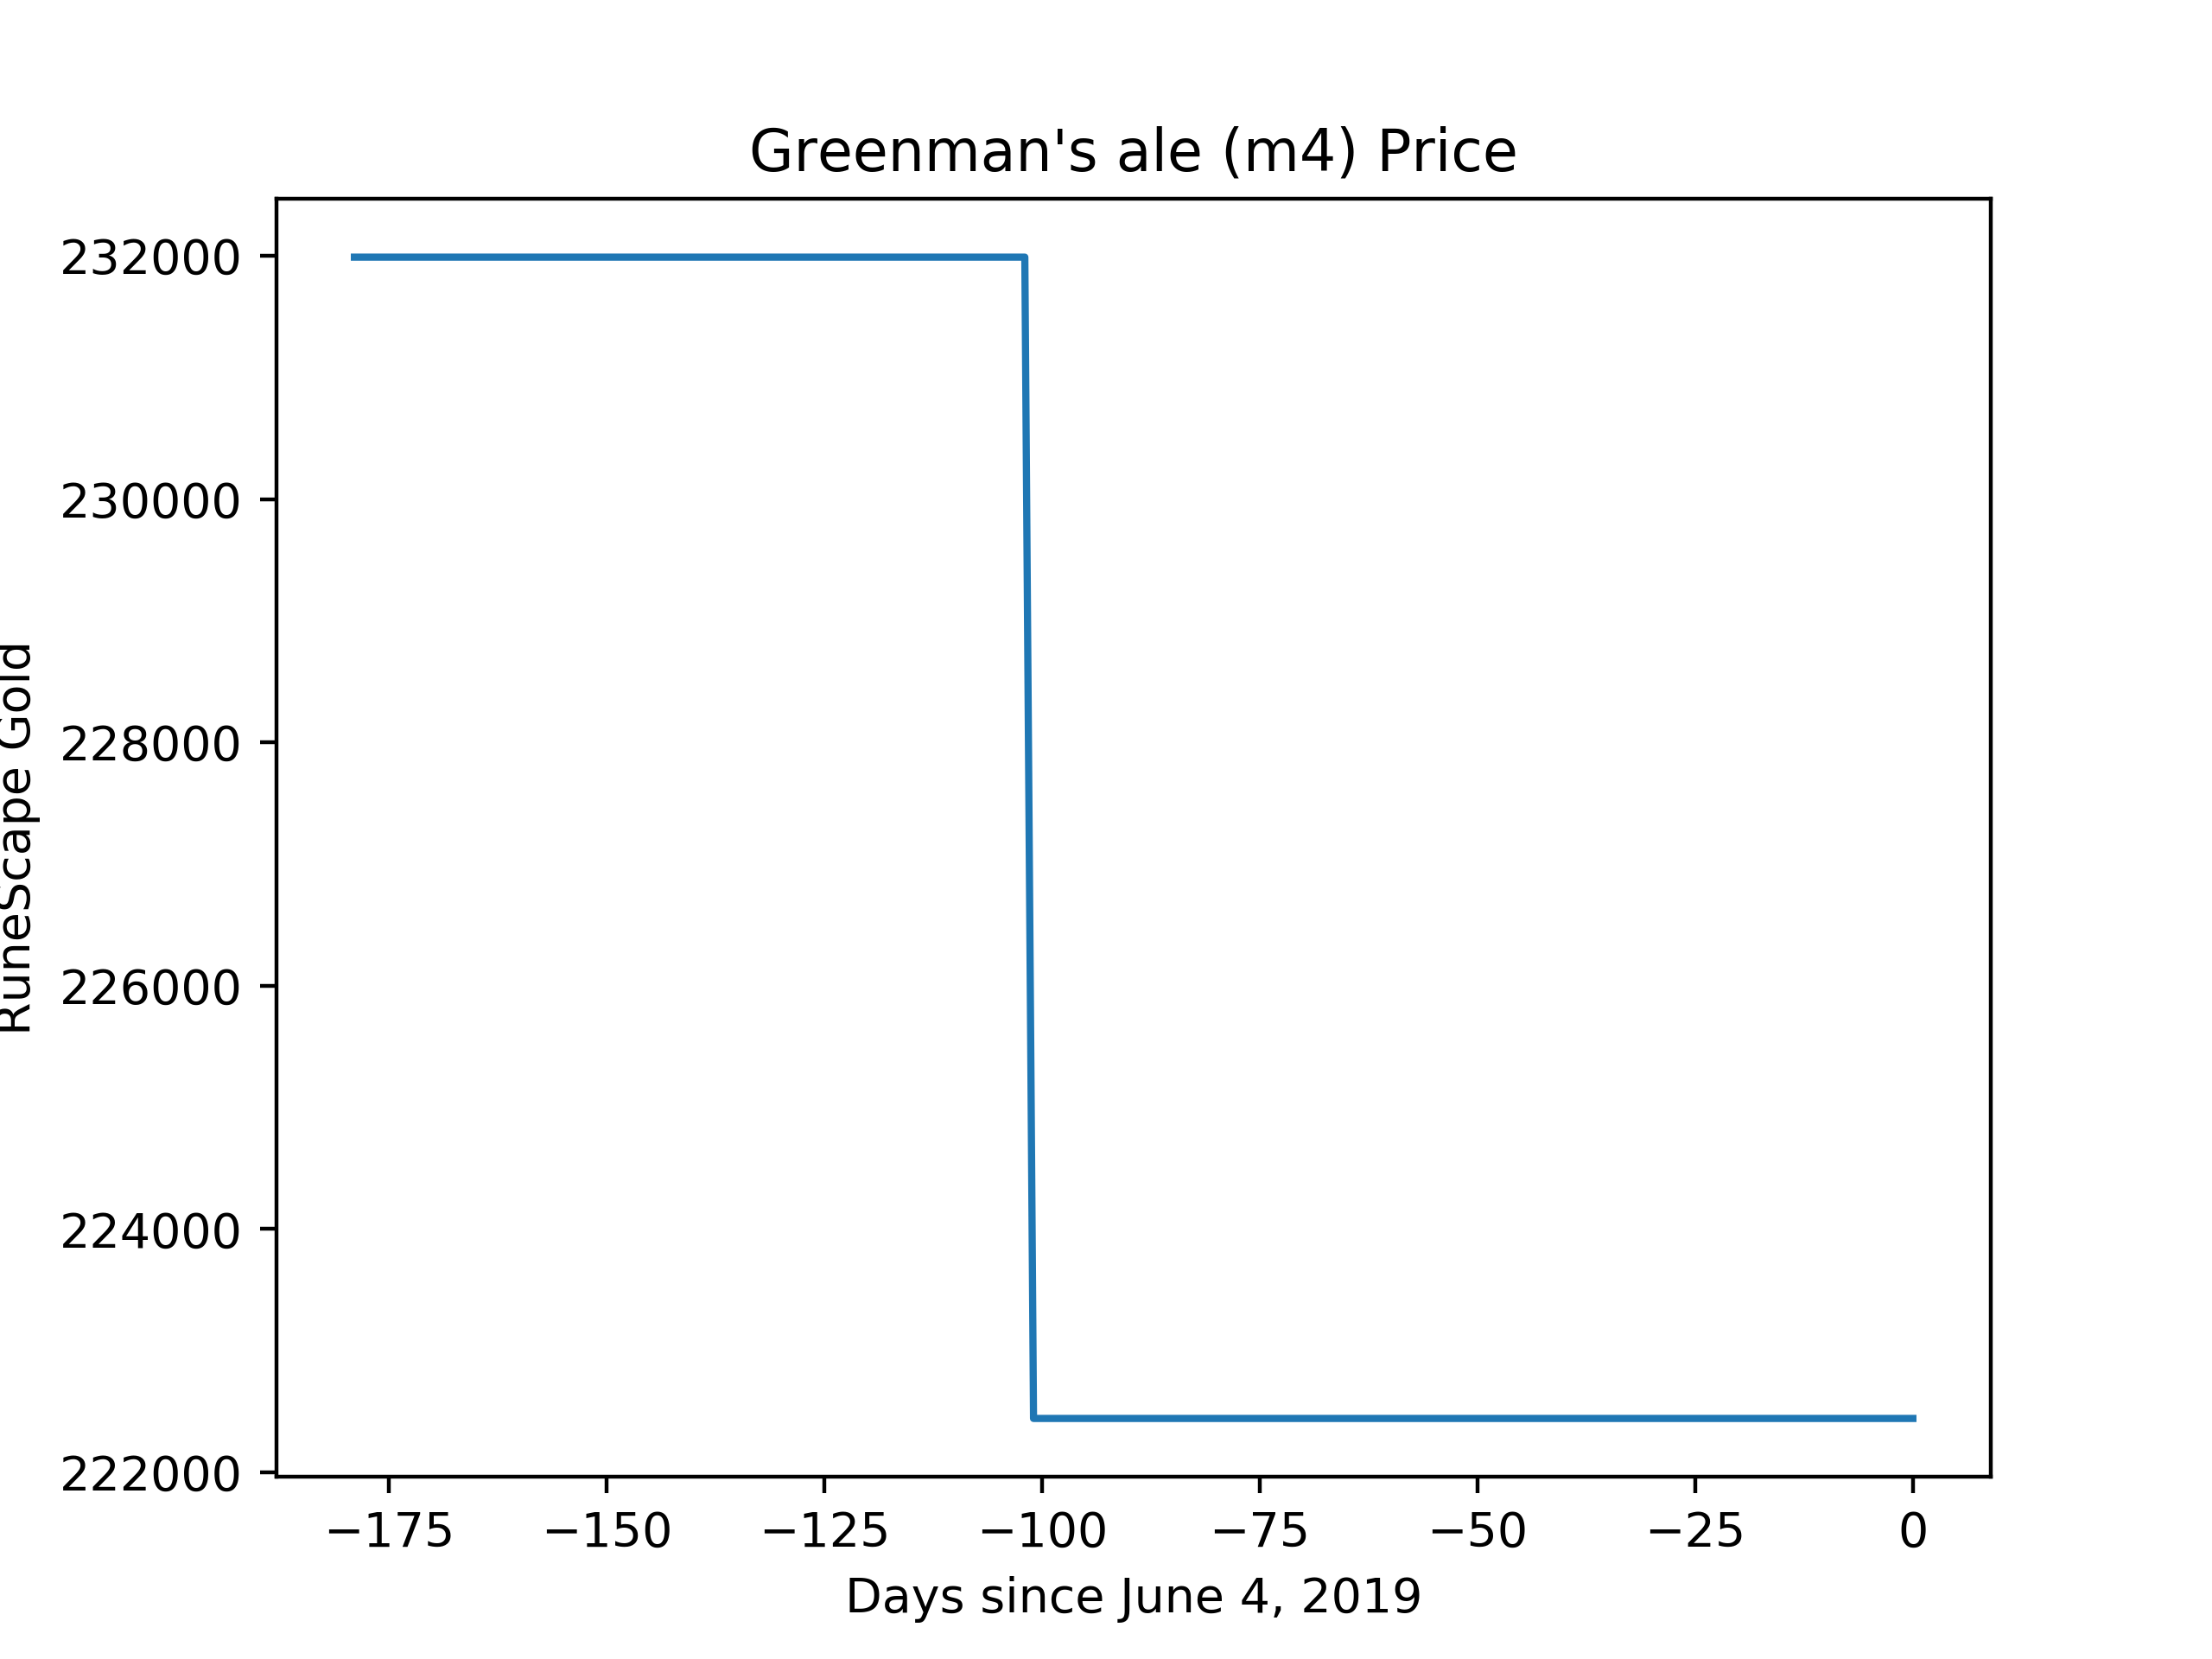 Greenman's ale (m4) Price
232000
230000
228000
226000
224000
222000
RuneScape Gold
−175 −150 −125 −100 −75 −50 −25 0
Days since June 4, 2019